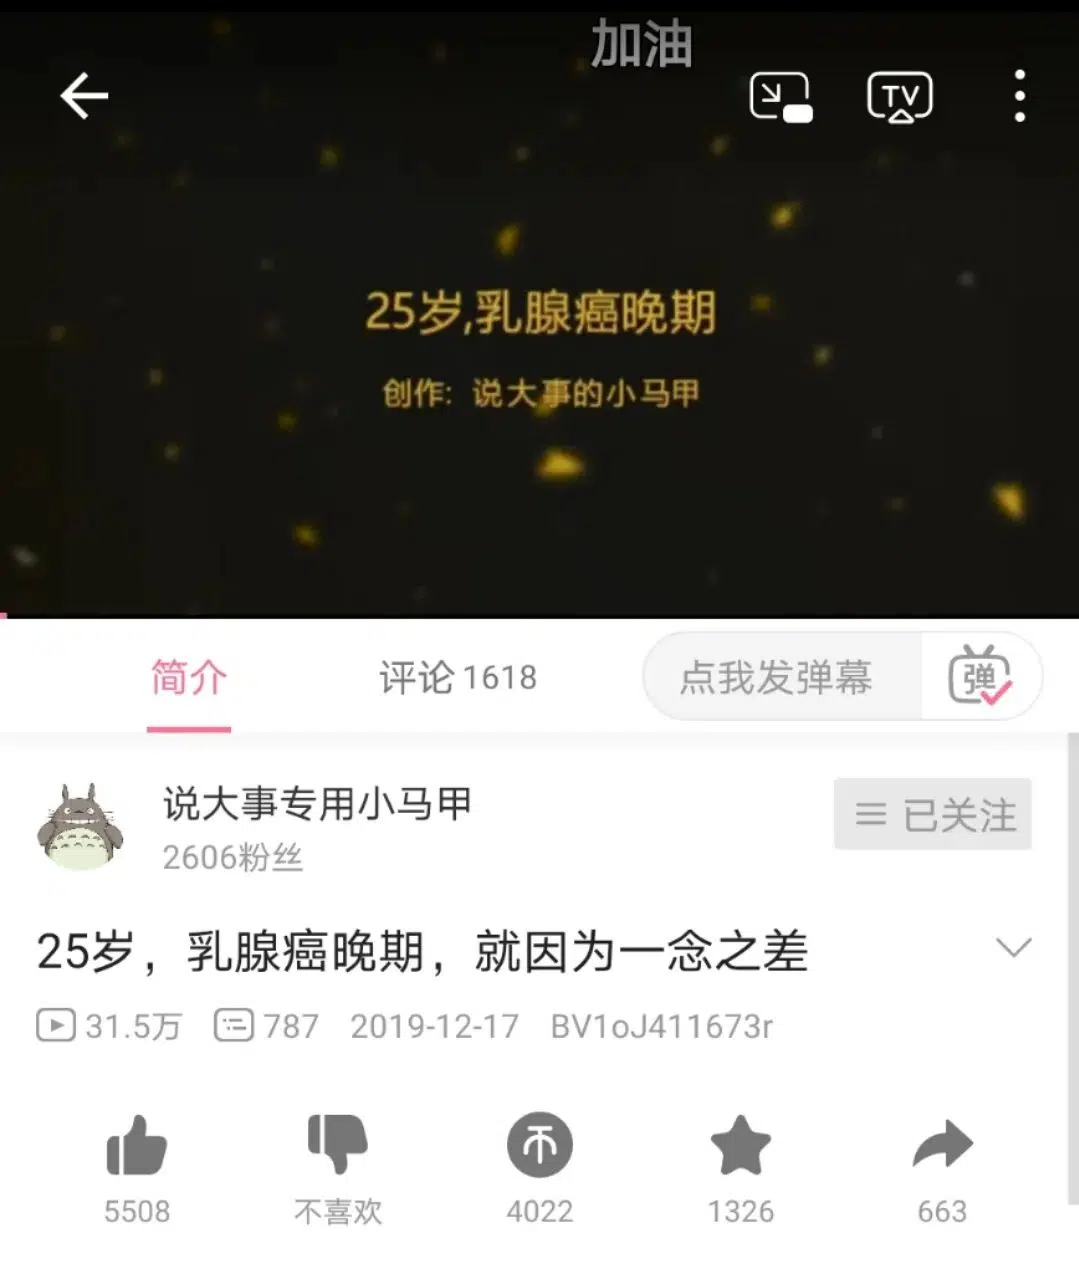 加油
TV
25岁,乳腺癌晚期
创作: 说大事的小马甲
简介 评论 1618 点我发弹幕 弹
说大事专用小马甲
已关注
2606粉丝
25岁，乳腺癌晚期，就因为一念之差
31.5万 787 2019-12-17 BV1oJ411673r
5508 不喜欢 4022 1326 663